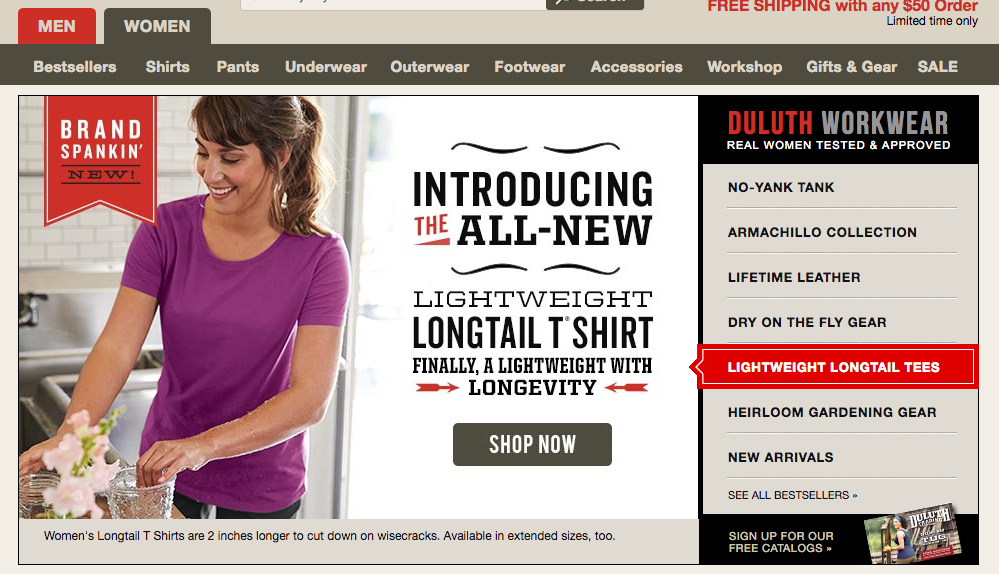 FREE SHIPPING with any $50 Order
MEN
WOMEN
Search
Limited time only
Bestsellers Shirts Pants Underwear Outerwear Footwear Accessories Workshop Gifts & Gear SALE
BRAND
SPANKIN'
NEW!
INTRODUCING
THE ALL-NEW
LIGHTWEIGHT
LONGTAIL T® SHIRT
FINALLY, A LIGHTWEIGHT WITH
LONGEVITY
SHOP NOW
Women's Longtail T Shirts are 2 inches longer to cut down on wisecracks. Available in extended sizes, too.
DULUTH WORKWEAR
REAL WOMEN TESTED & APPROVED
NO-YANK TANK
ARMACHILLO COLLECTION
LIFETIME LEATHER
DRY ON THE FLY GEAR
LIGHTWEIGHT LONGTAIL TEES
HEIRLOOM GARDENING GEAR
NEW ARRIVALS
SEE ALL BESTSELLERS »
SIGN UP FOR OUR
FREE CATALOGS »
DULUTH
TRADING
TUG